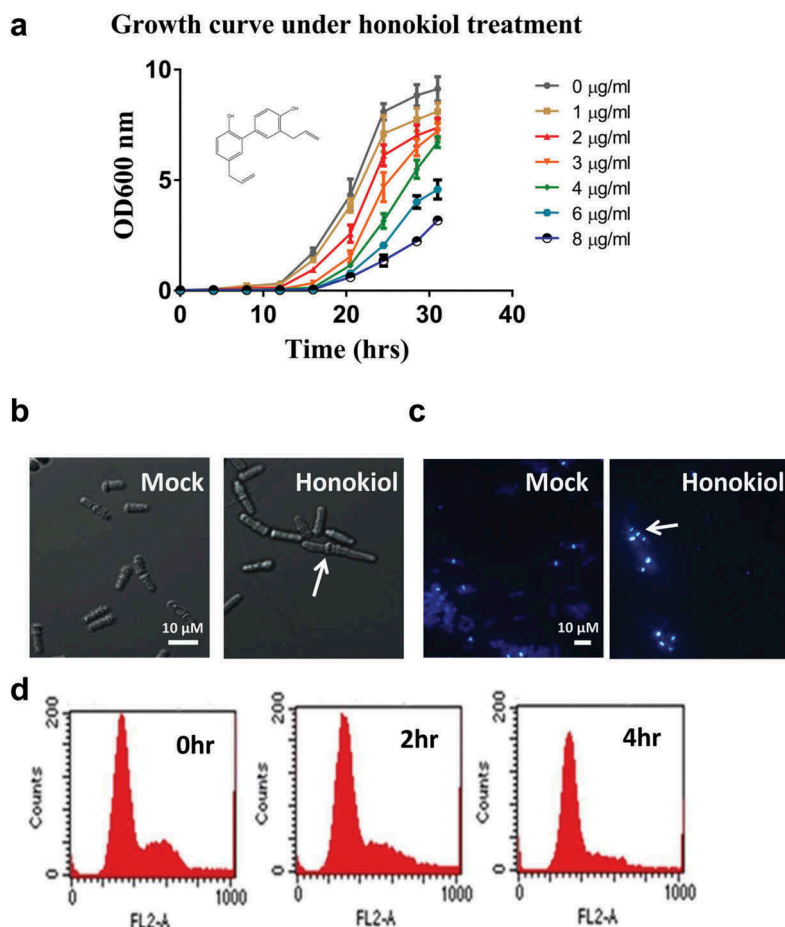 a
Growth curve under honokiol treatment
10
5
0
OD600 nm
OH
OH
0 10 20 30 40
Time (hrs)
0 µg/ml
1 µg/ml
2 µg/ml
3 µg/ml
4 µg/ml
6 µg/ml
8 µg/ml
b
Mock
10 µM
Honokiol
c
Mock
10 µM
Honokiol
d
200
Counts
0
0hr
0 1000
FL2-A
200
Counts
0
2hr
0 1000
FL2-A
200
Counts
0
4hr
0 1000
FL2-A